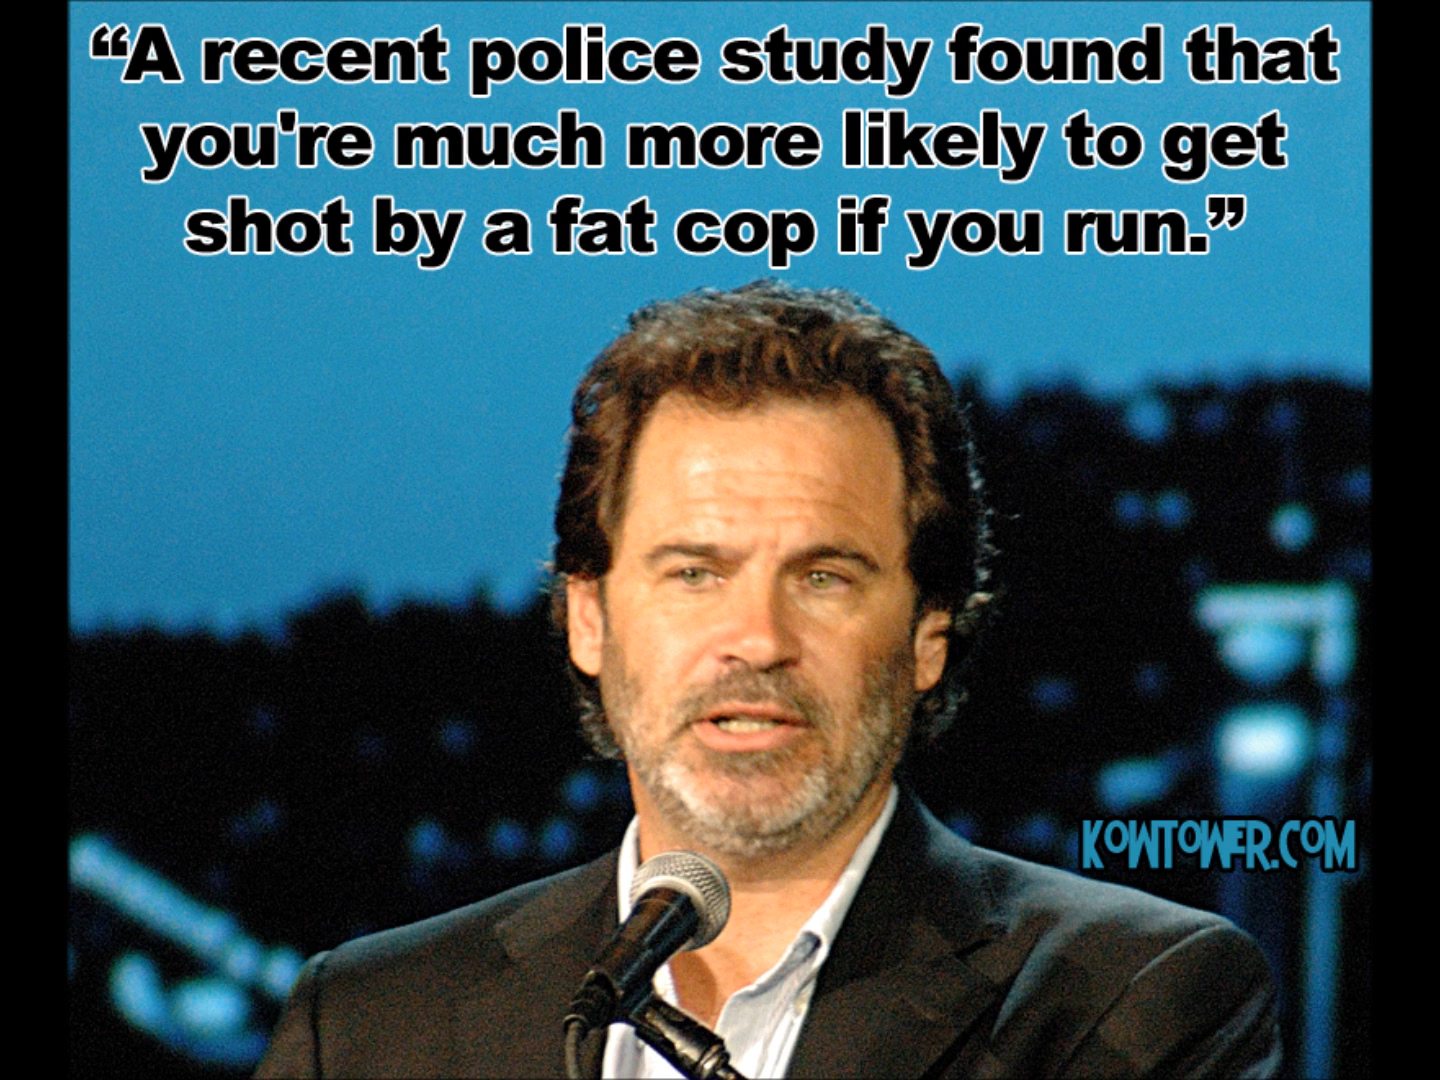 “A recent police study found that
you're much more likely to get
shot by a fat cop if you run.”
KOWTOWER.COM